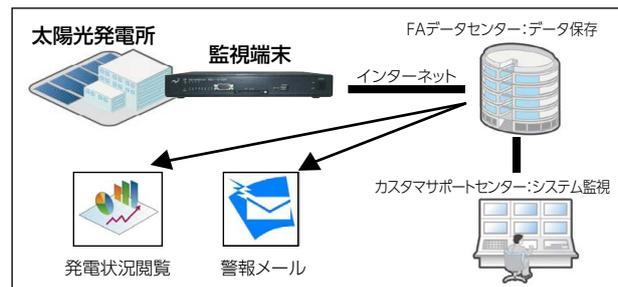 太陽光発電所
監視端末
FAデータセンター：データ保存
インターネット
カスタマサポートセンター：システム監視
発電状況閲覧
警報メール